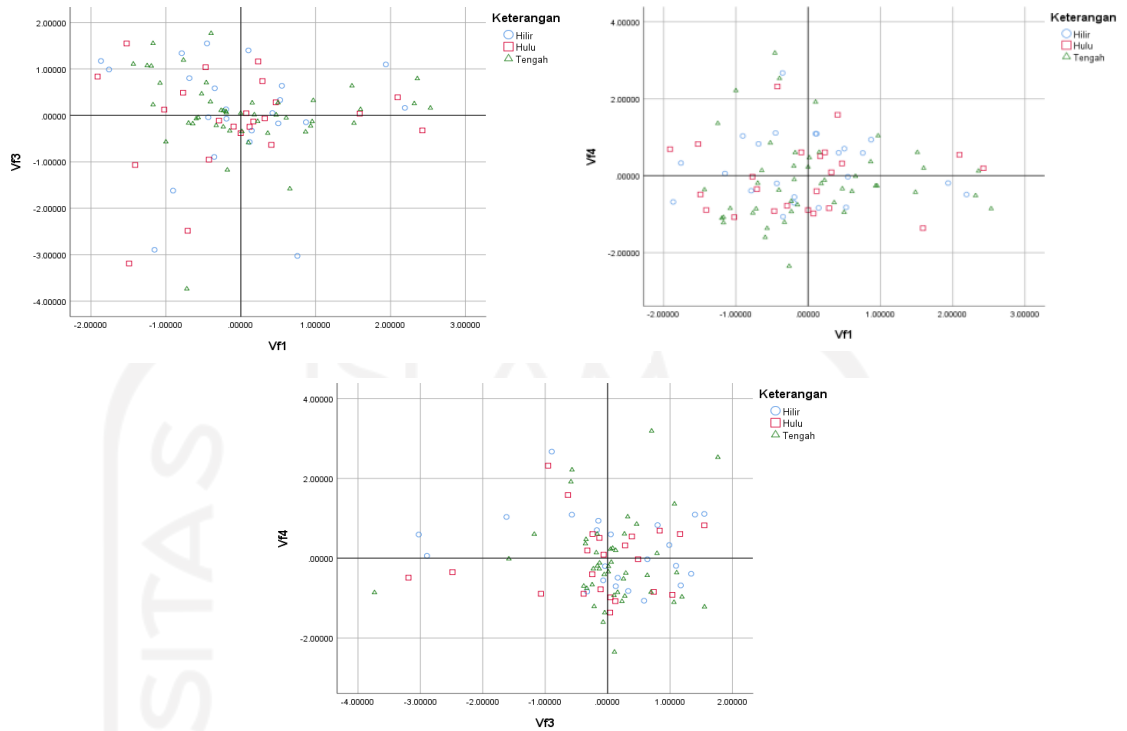 Keterangan
Hilir
Hulu
Tengah
2.00000
1.00000
.00000
-1.00000
-2.00000
-3.00000
-4.00000
Vf3
-2.00000 -1.00000 .00000 1.00000 2.00000 3.00000
Vf1
Keterangan
Hilir
Hulu
Tengah
4.00000
2.00000
.00000
-2.00000
Vf4
-2.00000 -1.00000 .00000 1.00000 2.00000 3.00000
Vf1
Keterangan
Hilir
Hulu
Tengah
4.00000
2.00000
.00000
-2.00000
Vf4
-4.00000 -3.00000 -2.00000 -1.00000 .00000 1.00000 2.00000
Vf3
ISLAM
SITAS